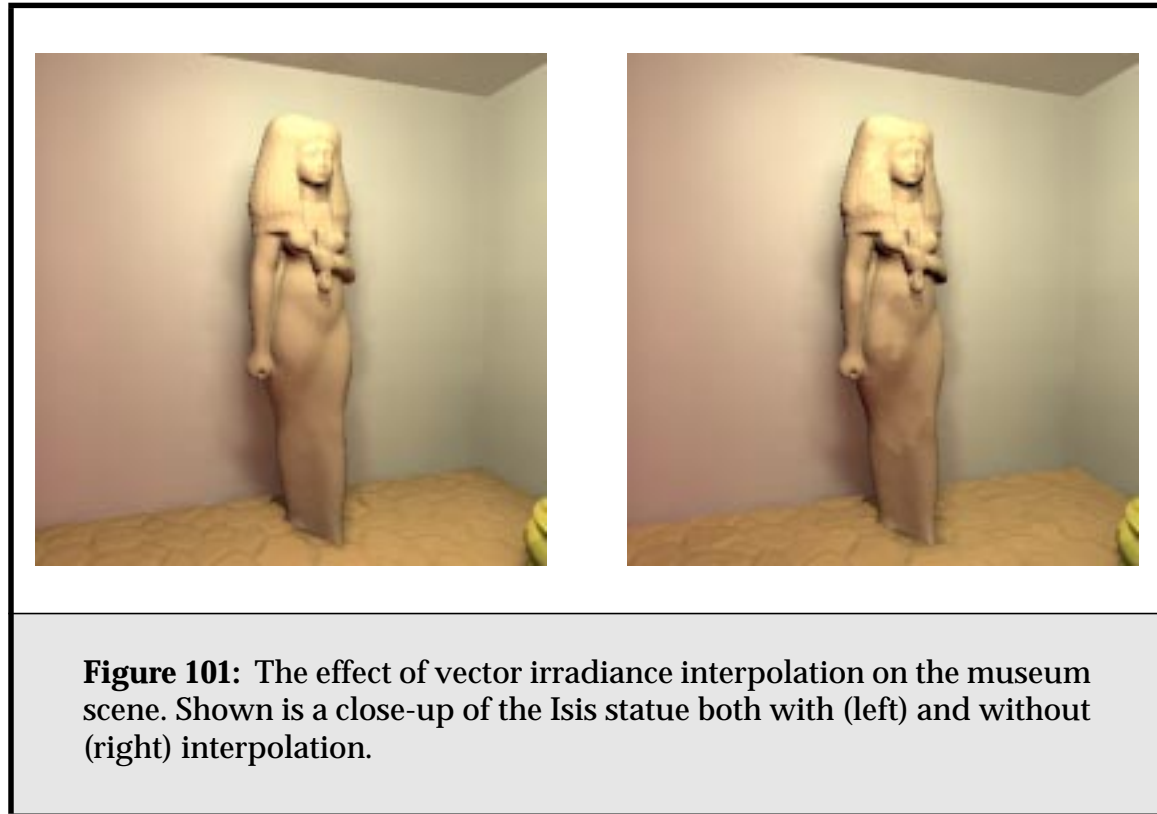 Figure 101: The effect of vector irradiance interpolation on the museum
scene. Shown is a close-up of the Isis statue both with (left) and without
(right) interpolation.